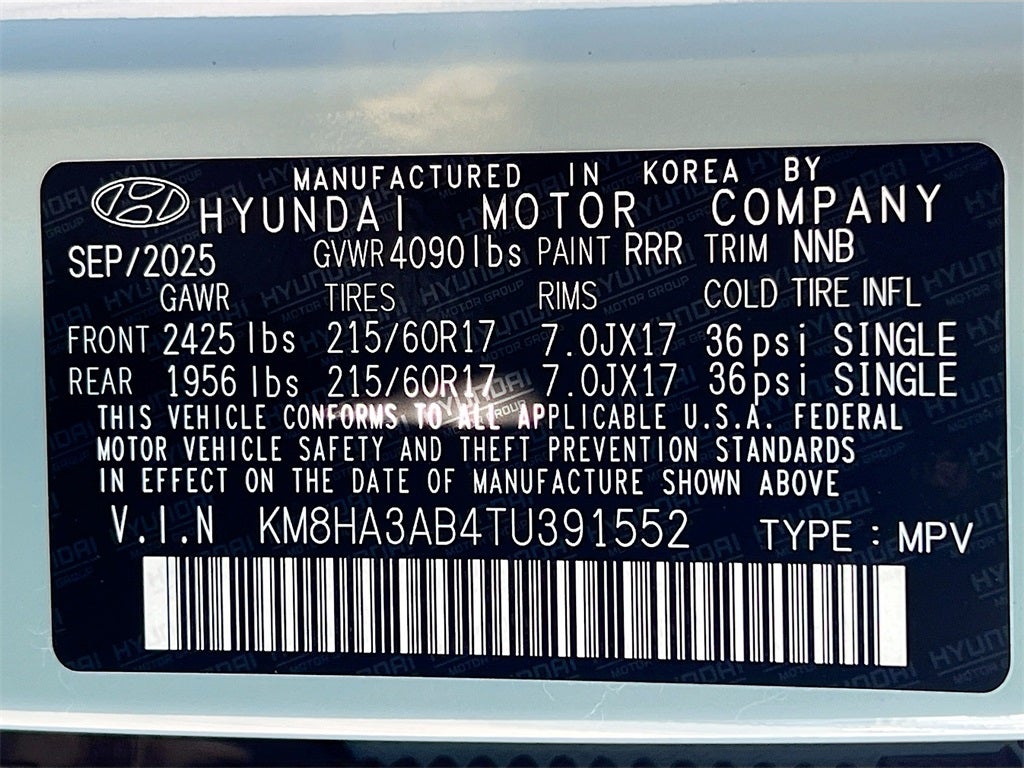 MANUFACTURED IN KOREA BY
HYUNDAI MOTOR COMPANY
SEP/2025 GVWR 4090 lbs PAINT RRR TRIM NNB
GAWR TIRES RIMS COLD TIRE INFL
FRONT 2425 lbs 215/60R17 7.0JX17 36 psi SINGLE
REAR 1956 lbs 215/60R17 7.0JX17 36 psi SINGLE
THIS VEHICLE CONFORMS TO ALL APPLICABLE U.S.A. FEDERAL
MOTOR VEHICLE SAFETY AND THEFT PREVENTION STANDARDS
IN EFFECT ON THE DATE OF MANUFACTURE SHOWN ABOVE
V.I.N KM8HA3AB4TU391552 TYPE : MPV